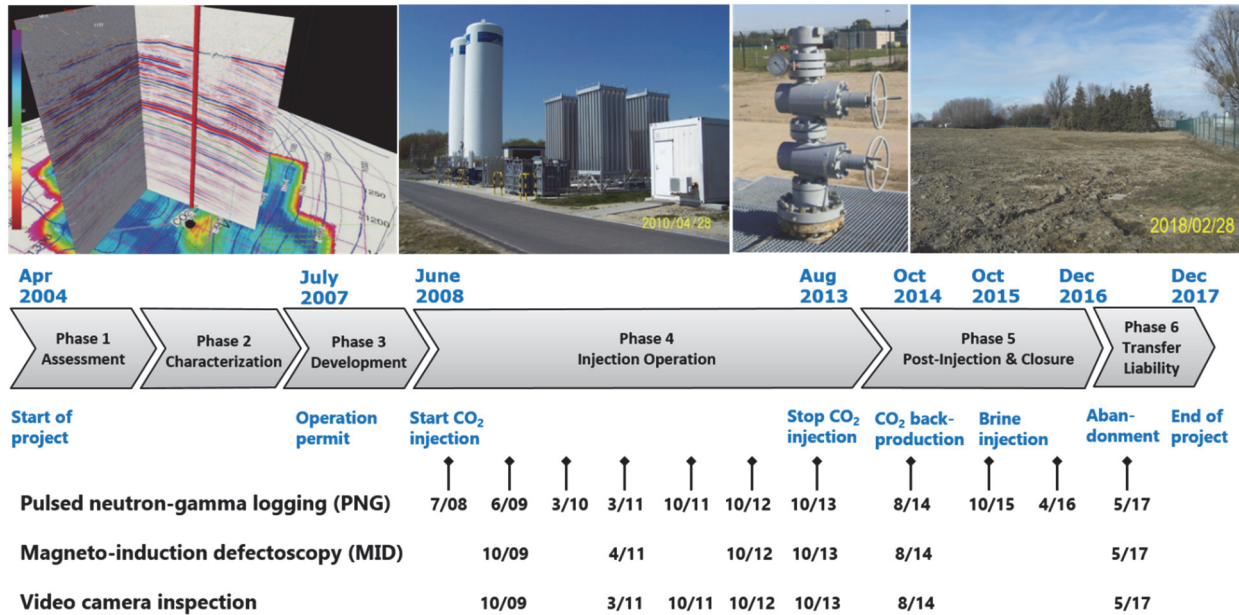 2010/04/28
2018/02/28
1250
1200
Apr
2004
July
2007
June
2008
Aug
2013
Oct
2014
Oct
2015
Dec
2016
Dec
2017
Phase 1
Assessment
Phase 2
Characterization
Phase 3
Development
Phase 4
Injection Operation
Phase 5
Post-Injection & Closure
Phase 6
Transfer
Liability
Start of
project
Operation
permit
Start CO₂
injection
Stop CO₂
injection
CO₂ back-
production
Brine
injection
Aban-
donment
End of
project
Pulsed neutron-gamma logging (PNG) 7/08 6/09 3/10 3/11 10/11 10/12 10/13 8/14 10/15 4/16 5/17
Magneto-induction defectoscopy (MID) 10/09 4/11 10/12 10/13 8/14 5/17
Video camera inspection 10/09 3/11 10/11 10/12 10/13 8/14 5/17